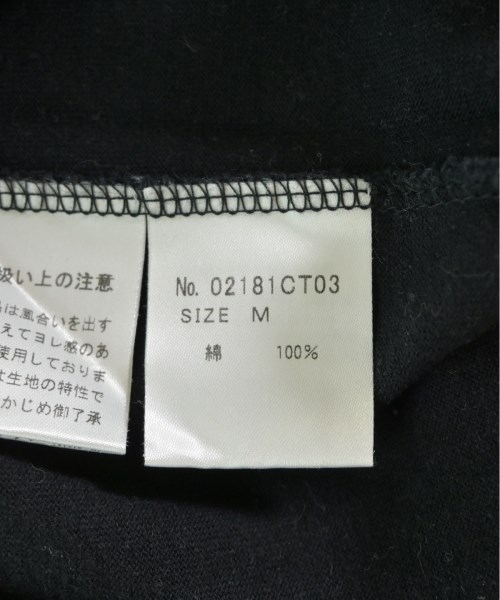 扱い上の注意
は風合いを出す
えてヨレ感のあ
使用しておりま
は生地の特性で
かじめ御了承
No. 02181CT03
SIZE M
綿 100%